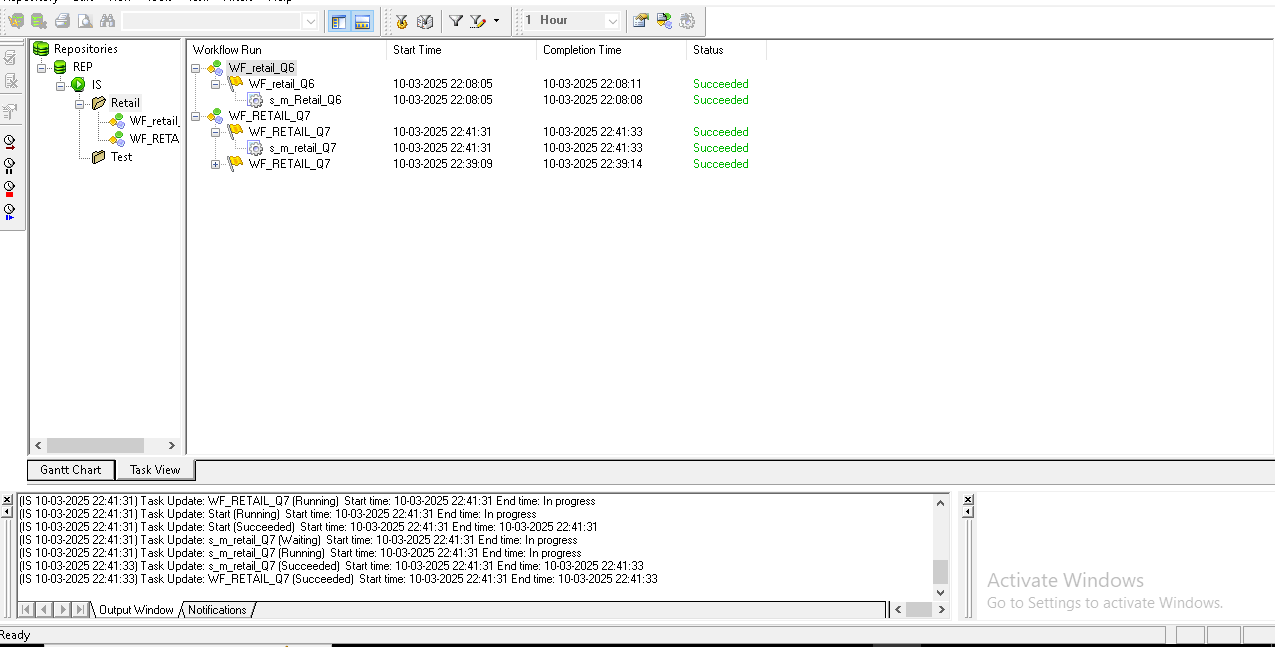 1 Hour
Repositories
REP
IS
Retail
WF_retail_
WF_RETA
Test
Workflow Run Start Time Completion Time Status
WF_retail_Q6
WF_retail_Q6 10-03-2025 22:08:05 10-03-2025 22:08:11 Succeeded
s_m_Retail_Q6 10-03-2025 22:08:05 10-03-2025 22:08:08 Succeeded
WF_RETAIL_Q7
WF_RETAIL_Q7 10-03-2025 22:41:31 10-03-2025 22:41:33 Succeeded
s_m_retail_Q7 10-03-2025 22:41:31 10-03-2025 22:41:33 Succeeded
WF_RETAIL_Q7 10-03-2025 22:39:09 10-03-2025 22:39:14 Succeeded
Gantt Chart Task View
(IS 10-03-2025 22:41:31) Task Update: WF_RETAIL_Q7 (Running) Start time: 10-03-2025 22:41:31 End time: In progress
(IS 10-03-2025 22:41:31) Task Update: Start (Running) Start time: 10-03-2025 22:41:31 End time: In progress
(IS 10-03-2025 22:41:31) Task Update: Start (Succeeded) Start time: 10-03-2025 22:41:31 End time: 10-03-2025 22:41:31
(IS 10-03-2025 22:41:31) Task Update: s_m_retail_Q7 (Waiting) Start time: 10-03-2025 22:41:31 End time: In progress
(IS 10-03-2025 22:41:31) Task Update: s_m_retail_Q7 (Running) Start time: 10-03-2025 22:41:31 End time: In progress
(IS 10-03-2025 22:41:33) Task Update: s_m_retail_Q7 (Succeeded) Start time: 10-03-2025 22:41:31 End time: 10-03-2025 22:41:33
(IS 10-03-2025 22:41:33) Task Update: WF_RETAIL_Q7 (Succeeded) Start time: 10-03-2025 22:41:31 End time: 10-03-2025 22:41:33
Output Window Notifications
Activate Windows
Go to Settings to activate Windows.
Ready